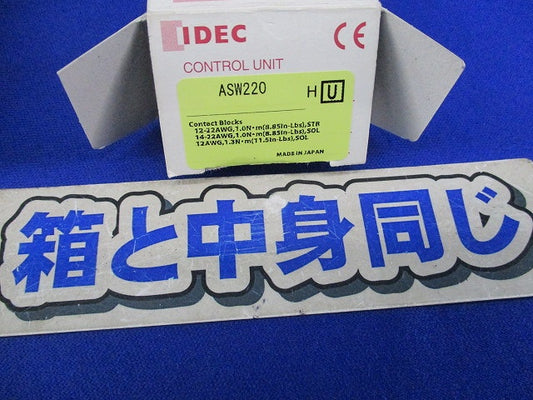 IDEC CE
CONTROL UNIT
ASW220 H U
Contact Blocks
12-22AWG,1.0N・m(8.85In-Lbs),STR
14-22AWG,1.0N・m(8.85In-Lbs),SOL
12AWG,1.3N・m(11.5In-Lbs),SOL
MADE IN JAPAN
箱と中身同じ